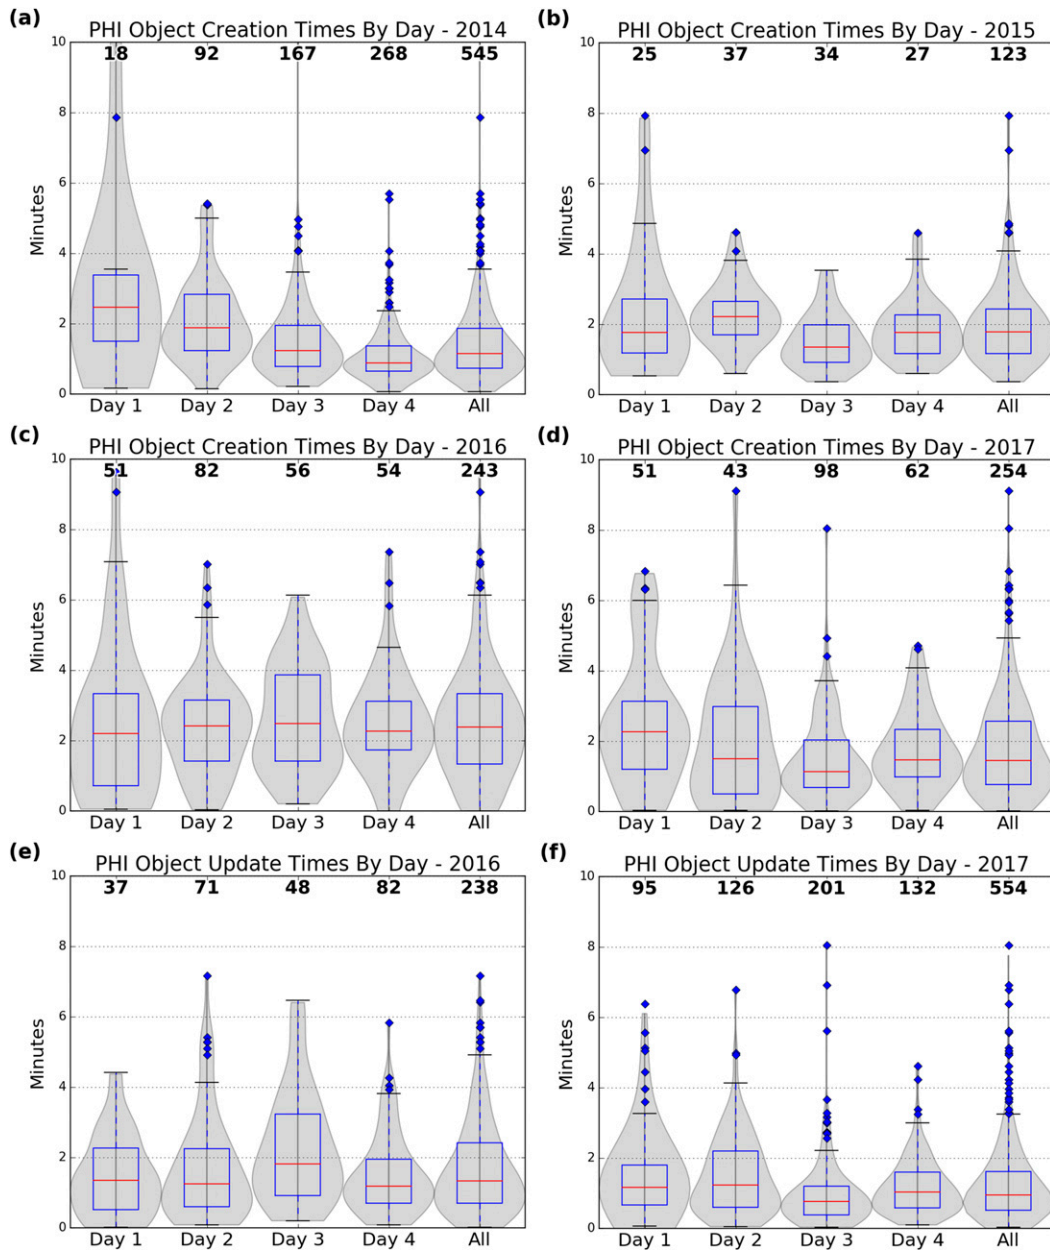 (a) PHI Object Creation Times By Day - 2014
10 18 92 167 268 545
8
6
Minutes
4
2
0
Day 1 Day 2 Day 3 Day 4 All
(b) PHI Object Creation Times By Day - 2015
10 25 37 34 27 123
8
6
Minutes
4
2
0
Day 1 Day 2 Day 3 Day 4 All
(c) PHI Object Creation Times By Day - 2016
10 51 82 56 54 243
8
6
Minutes
4
2
0
Day 1 Day 2 Day 3 Day 4 All
(d) PHI Object Creation Times By Day - 2017
10 51 43 98 62 254
8
6
Minutes
4
2
0
Day 1 Day 2 Day 3 Day 4 All
(e) PHI Object Update Times By Day - 2016
10 37 71 48 82 238
8
6
Minutes
4
2
0
Day 1 Day 2 Day 3 Day 4 All
(f) PHI Object Update Times By Day - 2017
10 95 126 201 132 554
8
6
Minutes
4
2
0
Day 1 Day 2 Day 3 Day 4 All